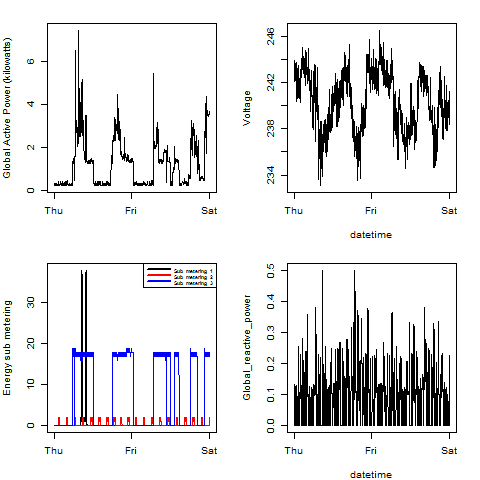 Global Active Power (kilowatts)
0 2 4 6
Thu Fri Sat
Voltage
234 238 242 246
Thu Fri Sat
datetime
Energy sub metering
0 10 20 30
Sub_metering_1
Sub_metering_2
Sub_metering_3
Thu Fri Sat
Global_reactive_power
0.0 0.1 0.2 0.3 0.4 0.5
Thu Fri Sat
datetime